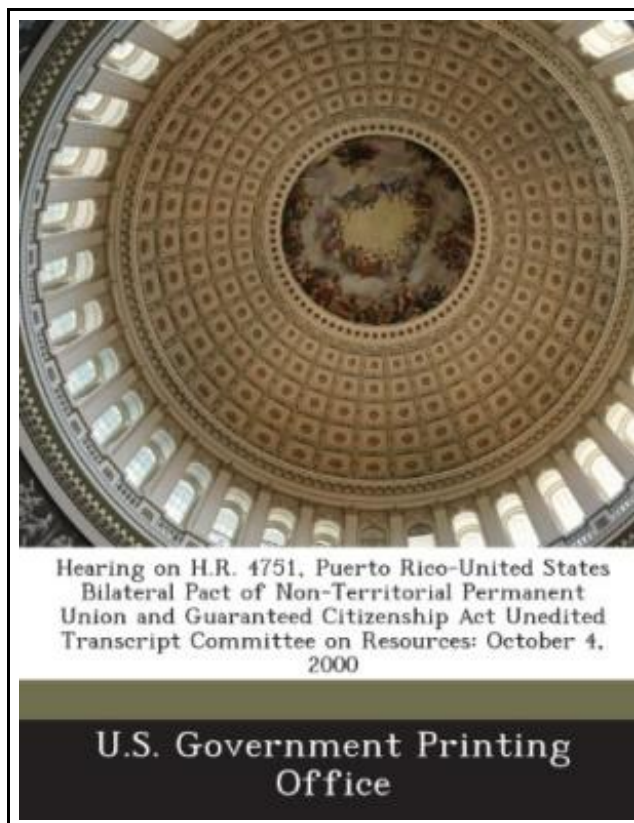 Hearing on H.R. 4751, Puerto Rico-United States
Bilateral Pact of Non-Territorial Permanent
Union and Guaranteed Citizenship Act Unedited
Transcript Committee on Resources: October 4,
2000
U.S. Government Printing
Office